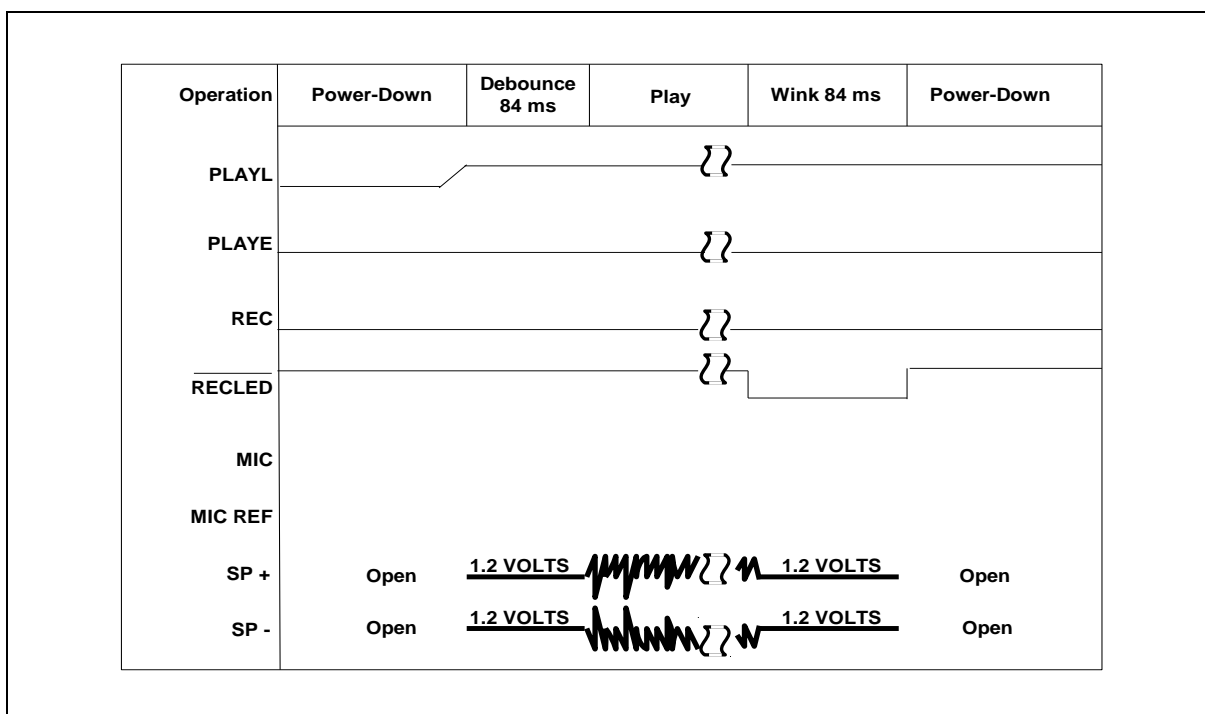 Operation Power-Down Debounce 84 ms Play Wink 84 ms Power-Down
PLAYL
PLAYE
REC
RECLED
MIC
MIC REF
SP + Open 1.2 VOLTS 1.2 VOLTS Open
SP - Open 1.2 VOLTS 1.2 VOLTS Open